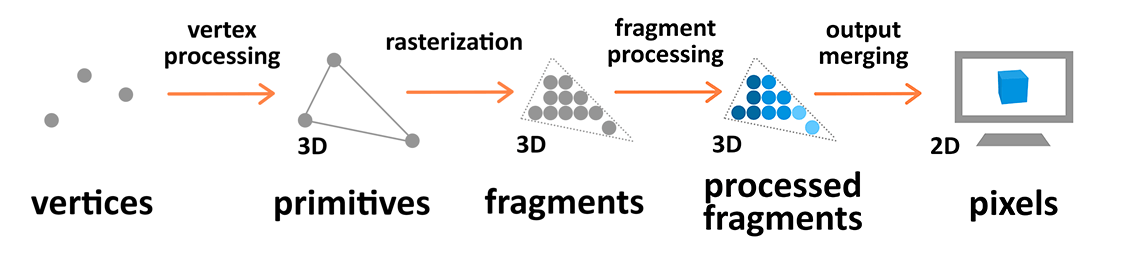 vertex
processing
rasterization
fragment
processing
output
merging
3D
3D
3D
2D
vertices
primitives
fragments
processed
fragments
pixels